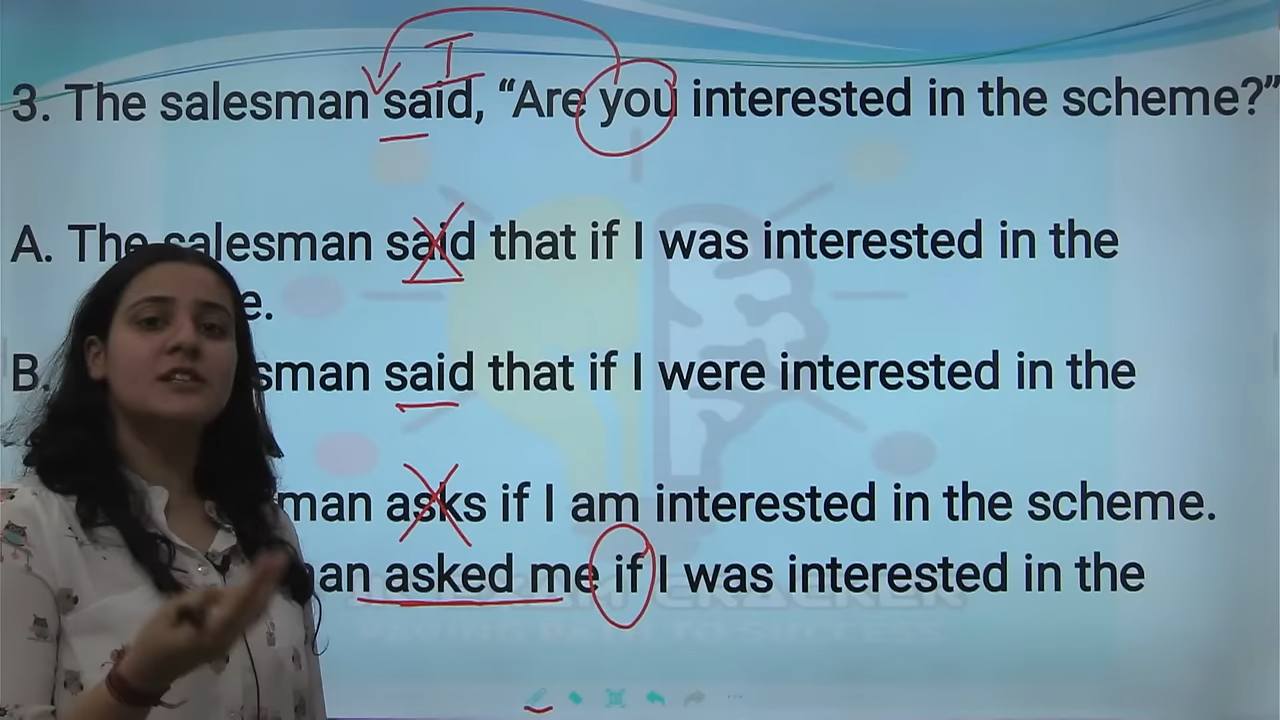 T
3. The salesman said, “Are you interested in the scheme?”
A. The salesman said that if I was interested in the
e.
B. sman said that if I were interested in the
man asks if I am interested in the scheme.
an asked me if I was interested in the